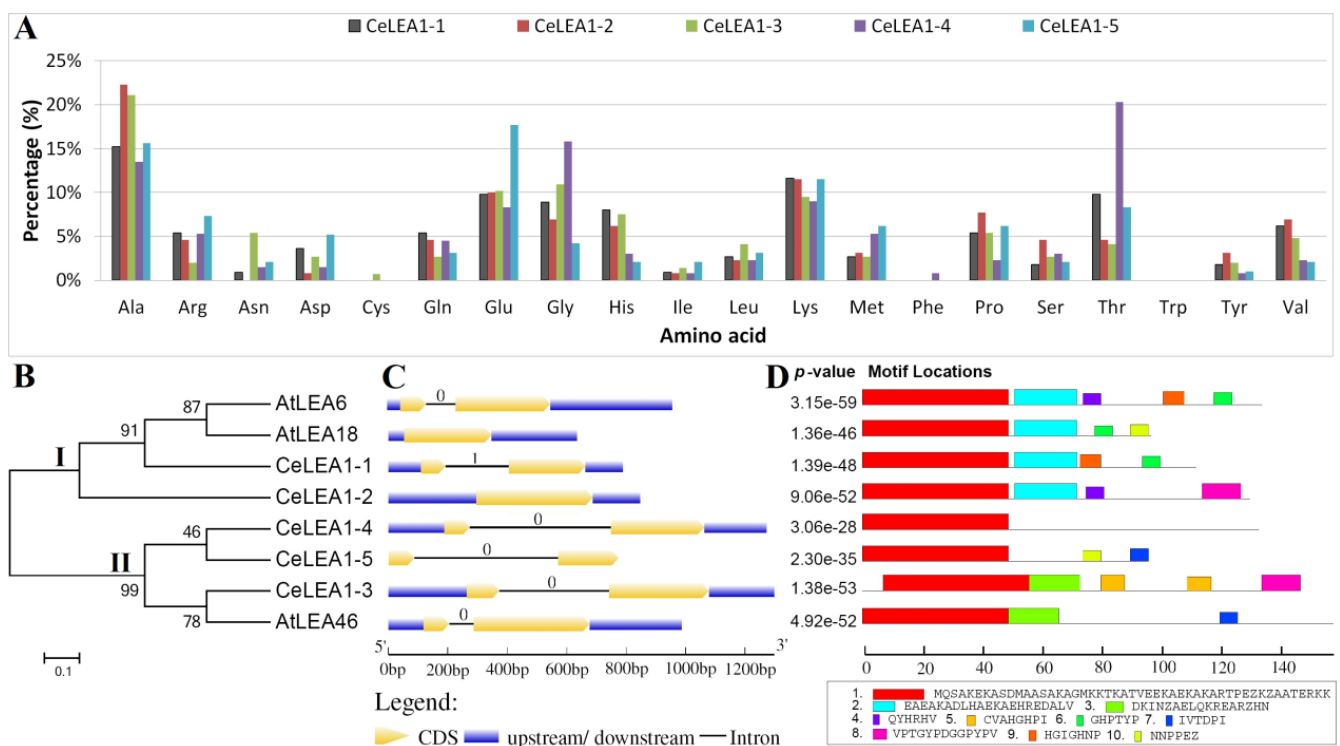 A
CeLEA1-1 CeLEA1-2 CeLEA1-3 CeLEA1-4 CeLEA1-5
Percentage (%)
25%
20%
15%
10%
5%
0%
Ala Arg Asn Asp Cys Gln Glu Gly His Ile Leu Lys Met Phe Pro Ser Thr Trp Tyr Val
Amino acid
B
I
II
87
91
46
99
78
AtLEA6
AtLEA18
CeLEA1-1
CeLEA1-2
CeLEA1-4
CeLEA1-5
CeLEA1-3
AtLEA46
0.1
C
0
1
0
0
0
0
5' 3'
0bp 200bp 400bp 600bp 800bp 1000bp 1200bp
Legend:
CDS upstream/ downstream Intron
D
p-value Motif Locations
3.15e-59
1.36e-46
1.39e-48
9.06e-52
3.06e-28
2.30e-35
1.38e-53
4.92e-52
0 20 40 60 80 100 120 140
1. MQSAKEKASDMAASAKAGMKKTKATVEEKAEKAKARTPEZKZAATERKK
2. EAEAKADLHAEKAEHREDALV 3. DKINZAELQKREARZHN
4. QYHRHV 5. CVAHGHPI 6. GHPTYP 7. IVTDPI
8. VPTGYPDGGPYPV 9. HGIGHNP 10. NNPPEZ